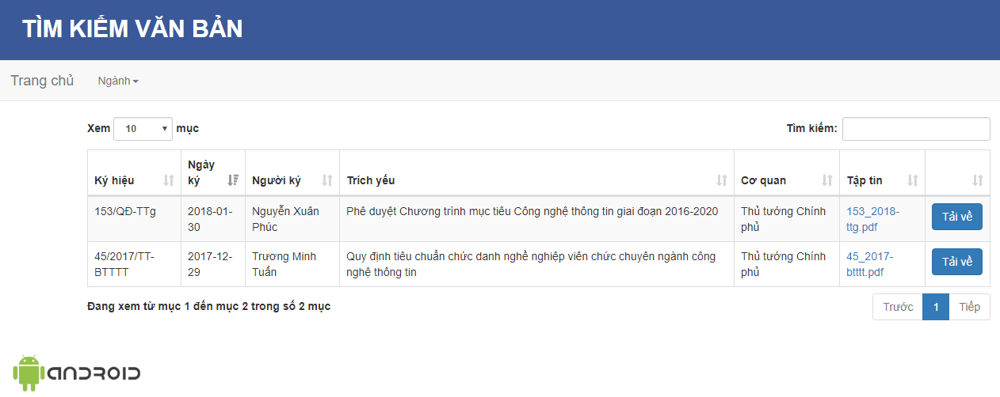 TÌM KIẾM VĂN BẢN
Trang chủ Ngành
Xem 10 mục Tìm kiếm:
Ký hiệu Ngày ký Người ký Trích yếu Cơ quan Tập tin
153/QĐ-TTg 2018-01- Nguyễn Xuân Phê duyệt Chương trình mục tiêu Công nghệ thông tin giai đoạn 2016-2020 Thủ tướng Chính 153_2018- Tải về
30 Phúc phủ ttg.pdf
45/2017/TT- 2017-12- Trương Minh Quy định tiêu chuẩn chức danh nghề nghiệp viên chức chuyên ngành công Thủ tướng Chính 45_2017- Tải về
BTTTT 29 Tuấn nghệ thông tin phủ btttt.pdf
Đang xem từ mục 1 đến mục 2 trong số 2 mục Trước 1 Tiếp
ANDROID